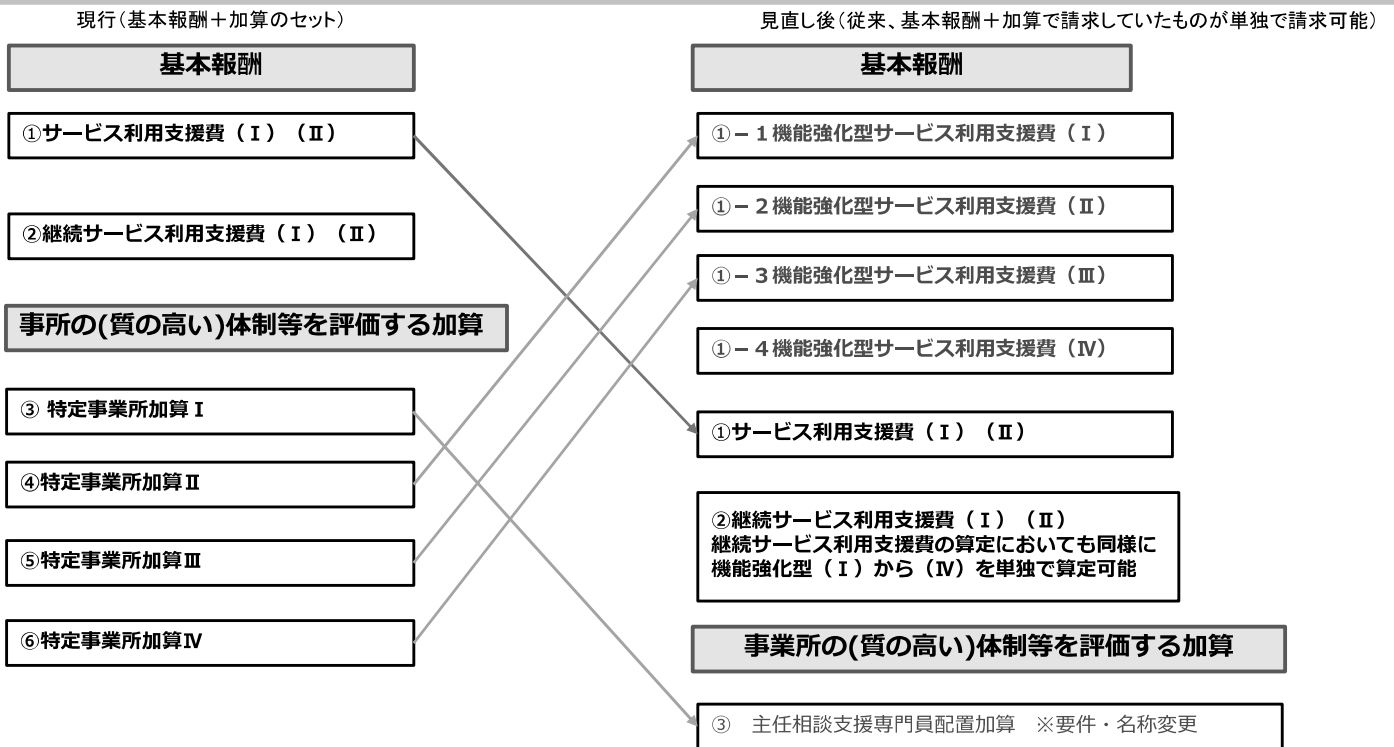 現行（基本報酬＋加算のセット）
基本報酬
①サービス利用支援費（Ⅰ）（Ⅱ）
②継続サービス利用支援費（Ⅰ）（Ⅱ）
事所の(質の高い)体制等を評価する加算
③ 特定事業所加算Ⅰ
④特定事業所加算Ⅱ
⑤特定事業所加算Ⅲ
⑥特定事業所加算Ⅳ
見直し後（従来、基本報酬＋加算で請求していたものが単独で請求可能）
基本報酬
①－１機能強化型サービス利用支援費（Ⅰ）
①－２機能強化型サービス利用支援費（Ⅱ）
①－３機能強化型サービス利用支援費（Ⅲ）
①－４機能強化型サービス利用支援費（Ⅳ）
①サービス利用支援費（Ⅰ）（Ⅱ）
②継続サービス利用支援費（Ⅰ）（Ⅱ）
継続サービス利用支援費の算定においても同様に
機能強化型（Ⅰ）から（Ⅳ）を単独で算定可能
事業所の(質の高い)体制等を評価する加算
③　主任相談支援専門員配置加算　※要件・名称変更